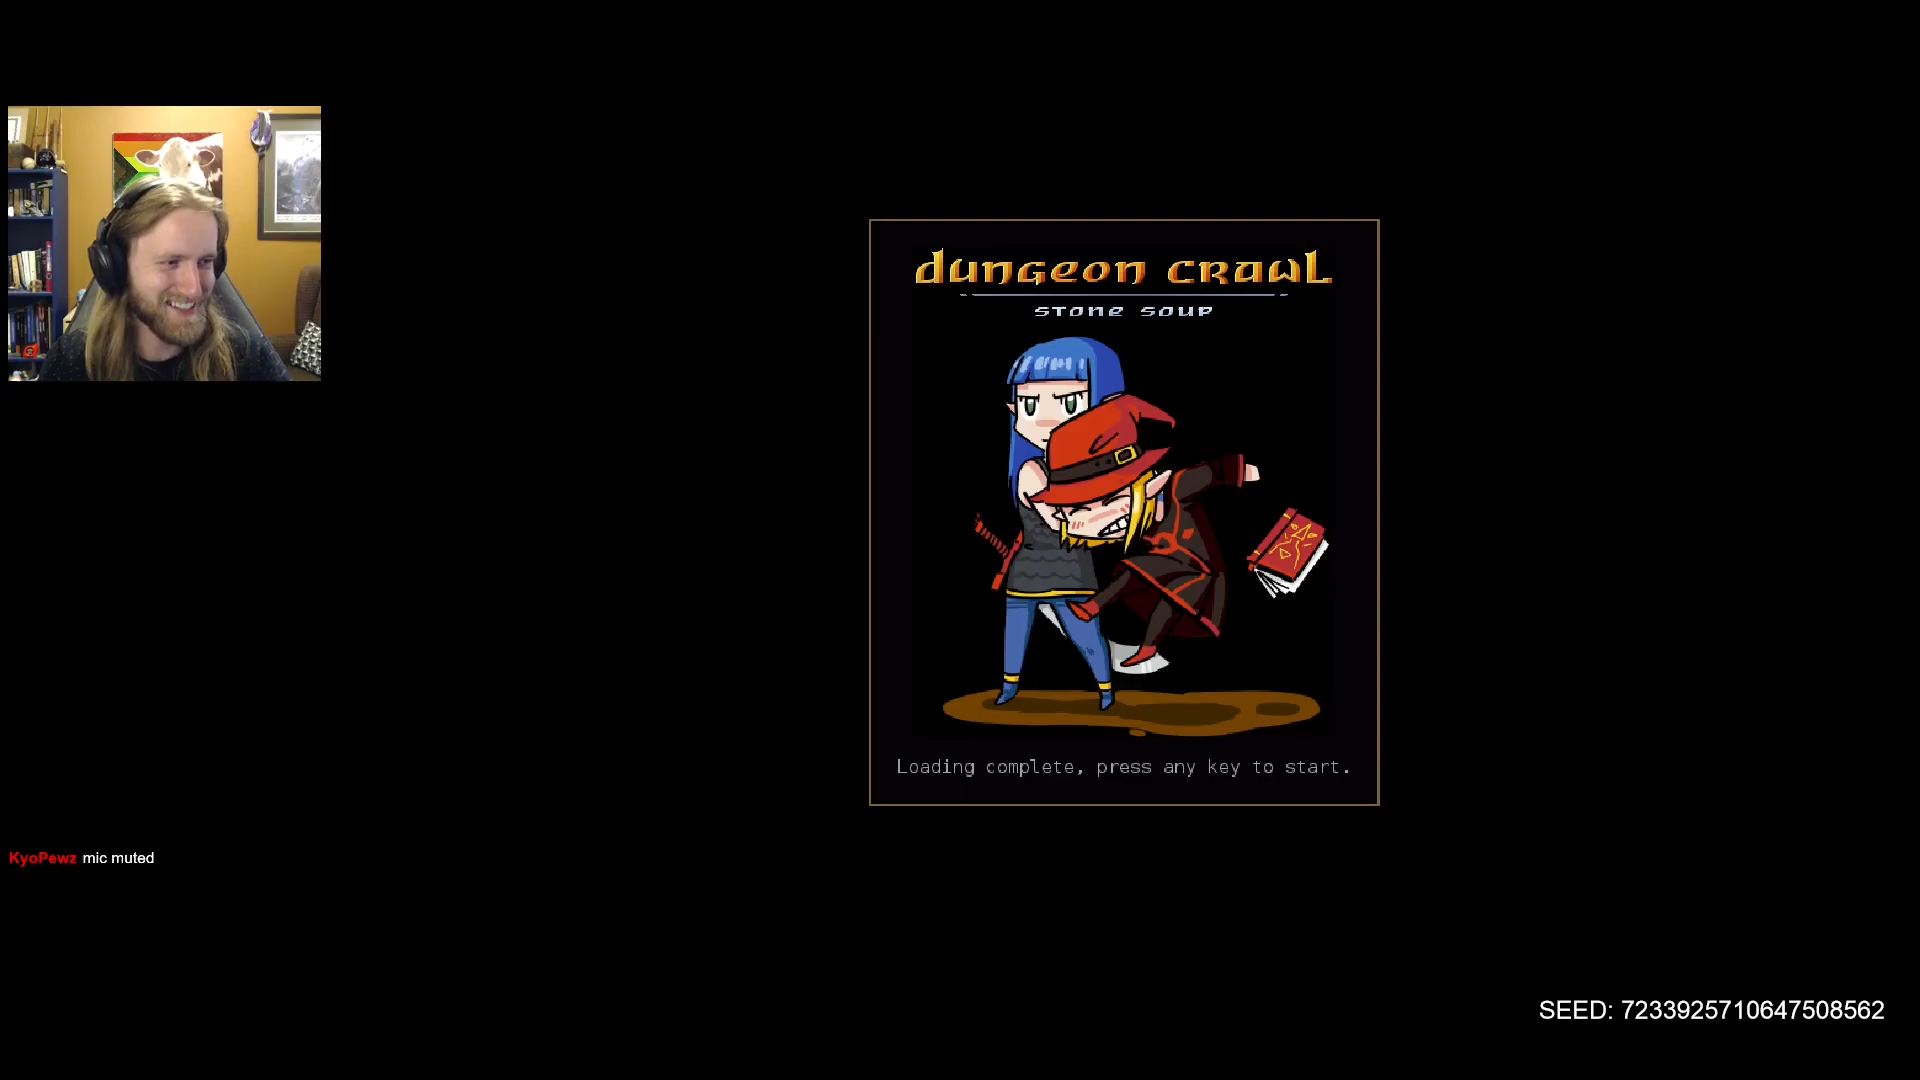 dungeon crawl
stone soup
Loading complete, press any key to start.
KyoPewz mic muted
SEED: 7233925710647508562